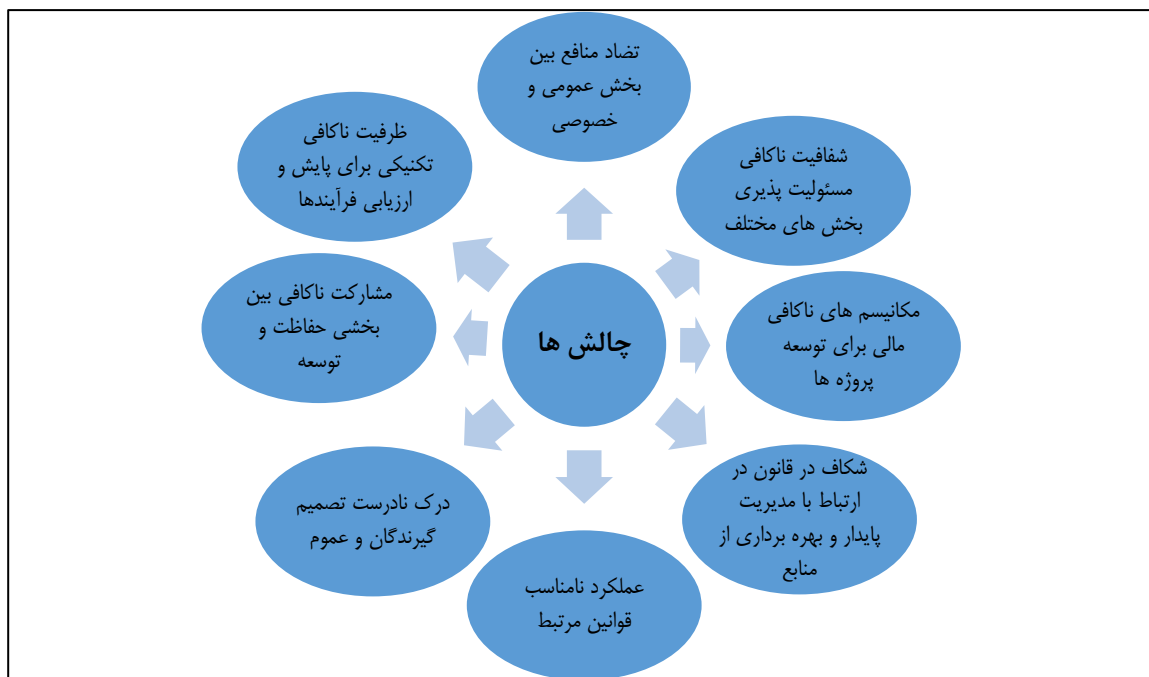 تضاد منافع بین
بخش عمومی و
خصوصی
شفافیت ناکافی
مسئولیت پذیری
بخش های مختلف
مکانیسم های ناکافی
مالی برای توسعه
پروژه ها
شکاف در قانون در
ارتباط با مدیریت
پایدار و بهره برداری از
منابع
عملکرد نامناسب
قوانین مرتبط
درک نادرست تصمیم
گیرندگان و عموم
مشارکت ناکافی بین
بخشی حفاظت و
توسعه
ظرفیت ناکافی
تکنیکی برای پایش و
ارزیابی فرآیندها
چالش ها